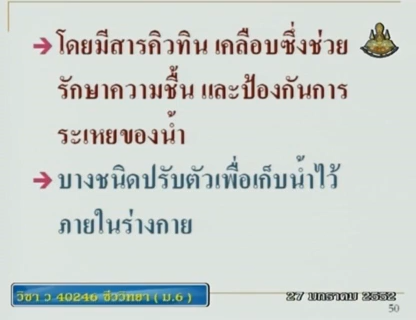 โดยมีสารคิวทิน เคลือบซึ่งช่วย
รักษาความชื้น และป้องกันการ
ระเหยของน้ำ
บางชนิดปรับตัวเพื่อเก็บน้ำไว้
ภายในร่างกาย
วิชา ว 40246 ชีววิทยา ( ม.6 )
27 มกราคม 2552
50